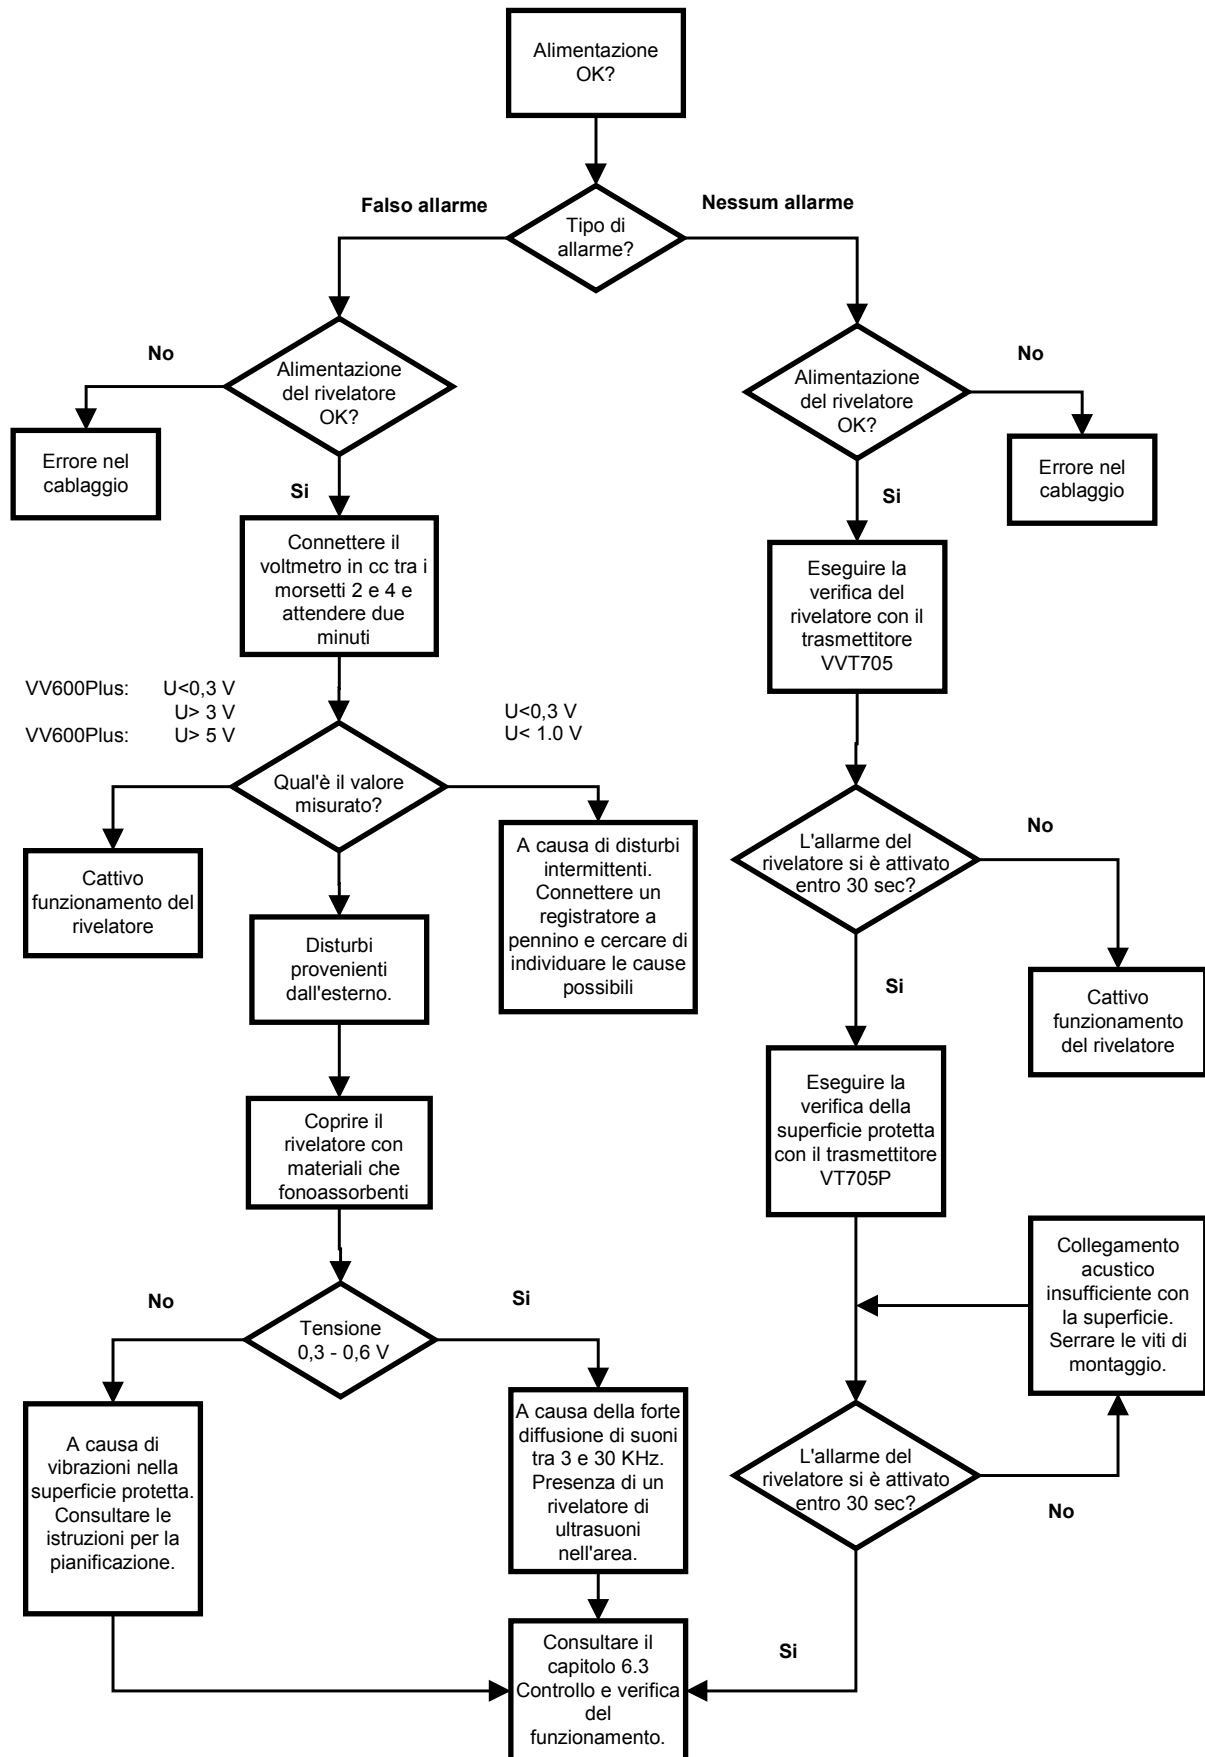 Alimentazione
OK?
Falso allarme
Nessum allarme
Tipo di
allarme?
No
Alimentazione
del rivelatore
OK?
Alimentazione
del rivelatore
OK?
No
Errore nel
cablaggio
Errore nel
cablaggio
Si
Si
Connettere il
voltmetro in cc tra i
morsetti 2 e 4 e
attendere due
minuti
Eseguire la
verifica del
rivelatore con il
trasmettitore
VVT705
VV600Plus: U<0,3 V
U> 3 V
VV600Plus: U> 5 V
U<0,3 V
U< 1.0 V
Qual'è il valore
misurato?
Cattivo
funzionamento del
rivelatore
A causa di disturbi
intermittenti.
Connettere un
registratore a
pennino e cercare di
individuare le cause
possibili
L'allarme del
rivelatore si è attivato
entro 30 sec?
No
Disturbi
provenienti
dall'esterno.
Si
Cattivo
funzionamento
del rivelatore
Coprire il
rivelatore con
materiali che
fonoassorbenti
Eseguire la
verifica della
superficie protetta
con il trasmettitore
VT705P
Collegamento
acustico
insufficiente con
la superficie.
Serrare le viti di
montaggio.
No
Tensione
0,3 - 0,6 V
Si
A causa di
vibrazioni nella
superficie protetta.
Consultare le
istruzioni per la
pianificazione.
A causa della forte
diffusione di suoni
tra 3 e 30 KHz.
Presenza di un
rivelatore di
ultrasuoni
nell'area.
L'allarme del
rivelatore si è attivato
entro 30 sec?
No
Si
Consultare il
capitolo 6.3
Controllo e verifica
del
funzionamento.